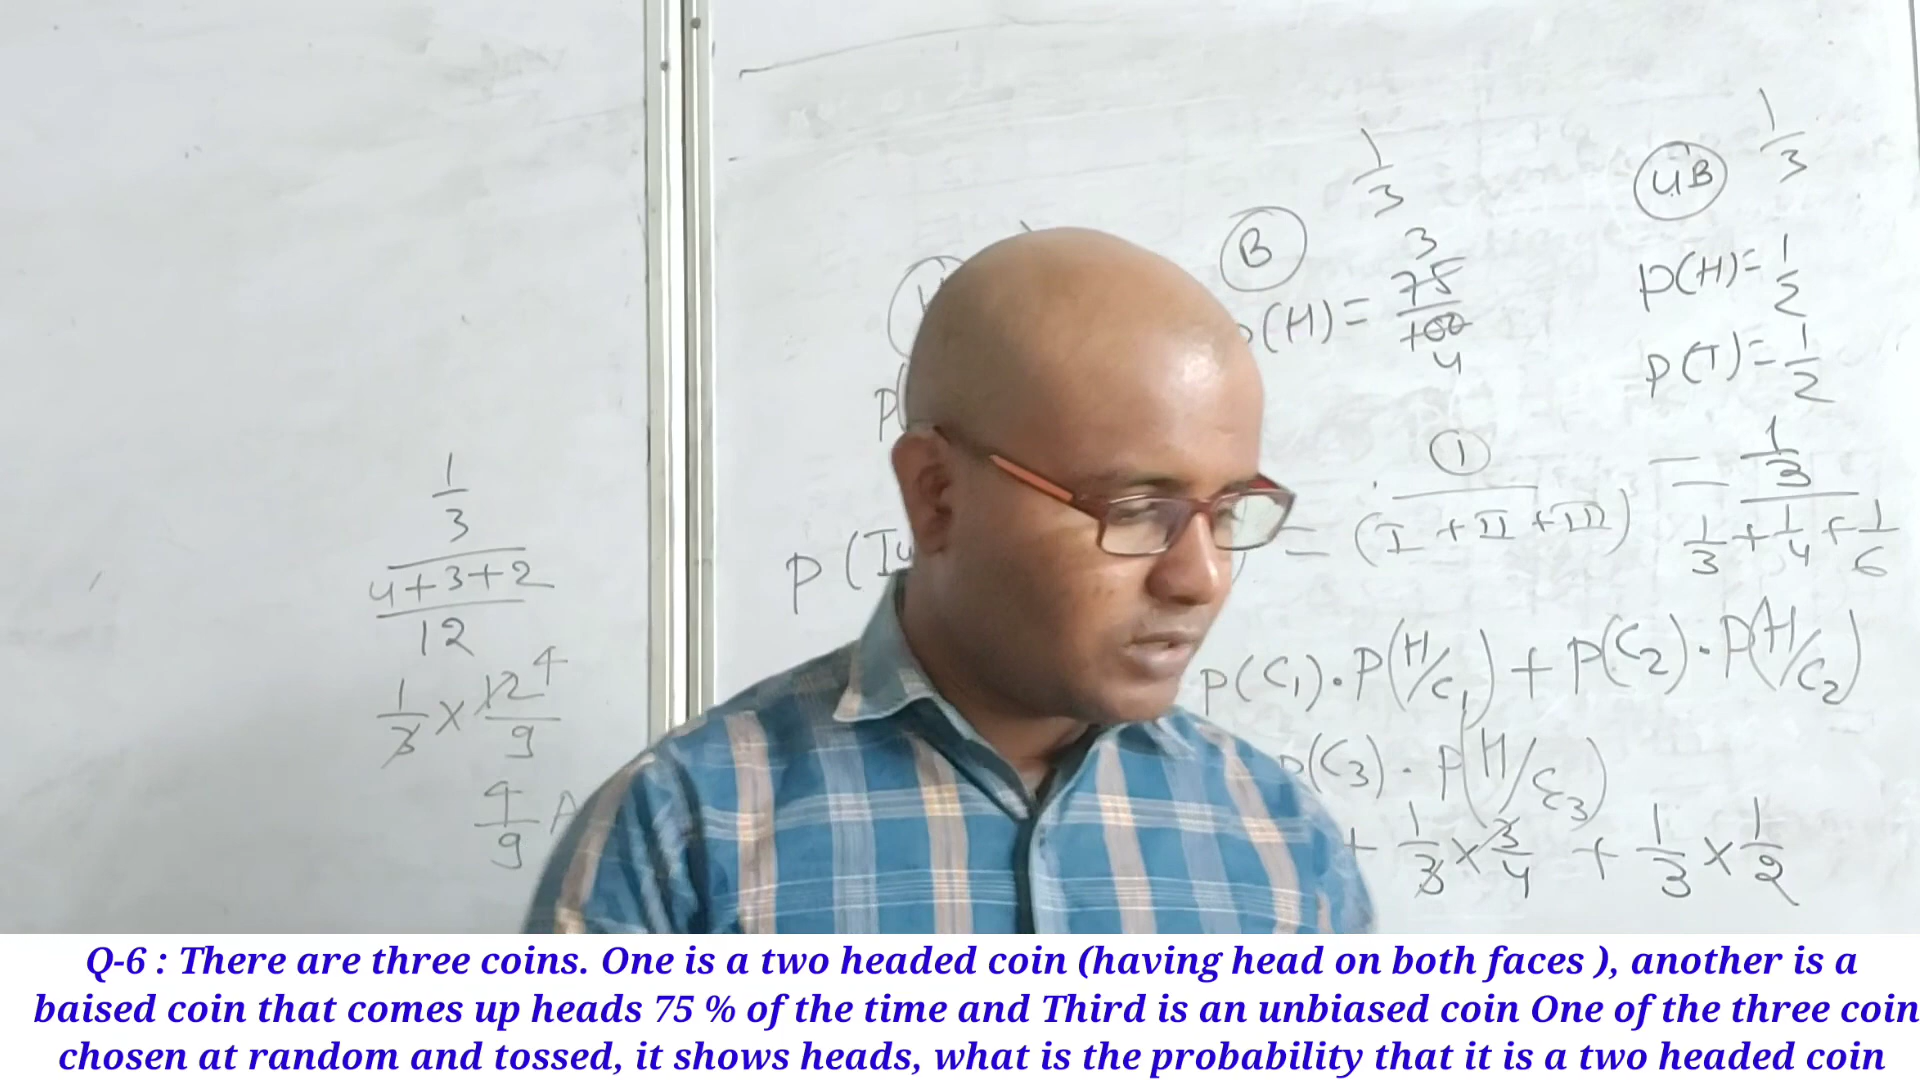 1/3
1/3
B
UB
P(H) = 3 75/100 4
P(H) = 1/2
P(T) = 1/2
1
P(I = ――― = 1/3
(I + II + III)
1/3 + 1/4 + 1/6
P(C1) . P(H/C1) + P(C2) . P(H/C2)
P(C3) . P(H/C3)
+ 1/3 x 3/4 + 1/3 x 1/2
1/3
4+3+2
12
1/3 x 12/9 4
4/9 A
Q-6 : There are three coins. One is a two headed coin (having head on both faces ), another is a
baised coin that comes up heads 75 % of the time and Third is an unbiased coin One of the three coin
chosen at random and tossed, it shows heads, what is the probability that it is a two headed coin